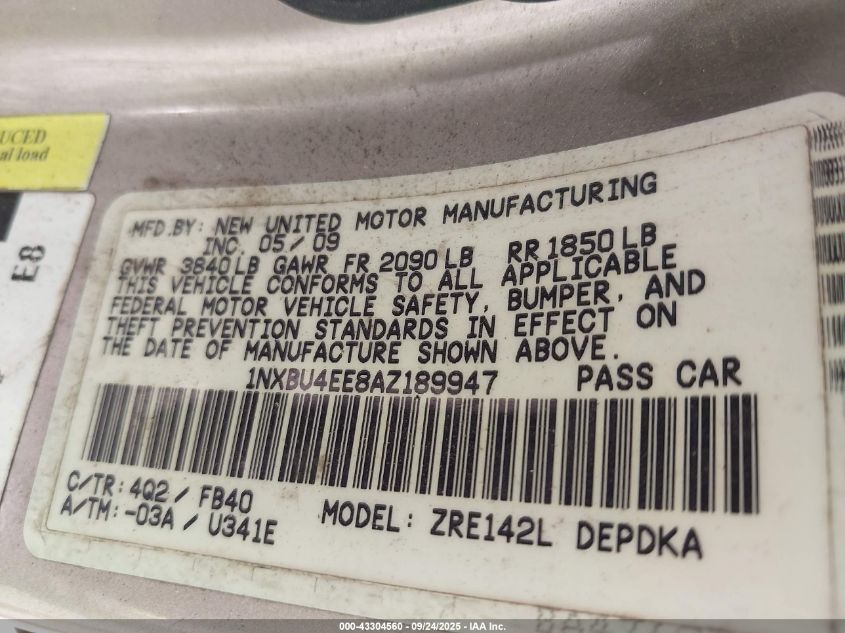 UCED
al load
E8
MFD.BY: NEW UNITED MOTOR MANUFACTURING
INC. 05/09
GVWR 3840LB GAWR FR 2090LB RR 1850LB
THIS VEHICLE CONFORMS TO ALL APPLICABLE
FEDERAL MOTOR VEHICLE SAFETY, BUMPER, AND
THEFT PREVENTION STANDARDS IN EFFECT ON
THE DATE OF MANUFACTURE SHOWN ABOVE.
1NXBU4EE8AZ189947 PASS CAR
C/TR: 4Q2 / FB40
A/TM: -03A / U341E
MODEL: ZRE142L DEPDKA
000-43304560 - 09/24/2025 - IAA Inc.